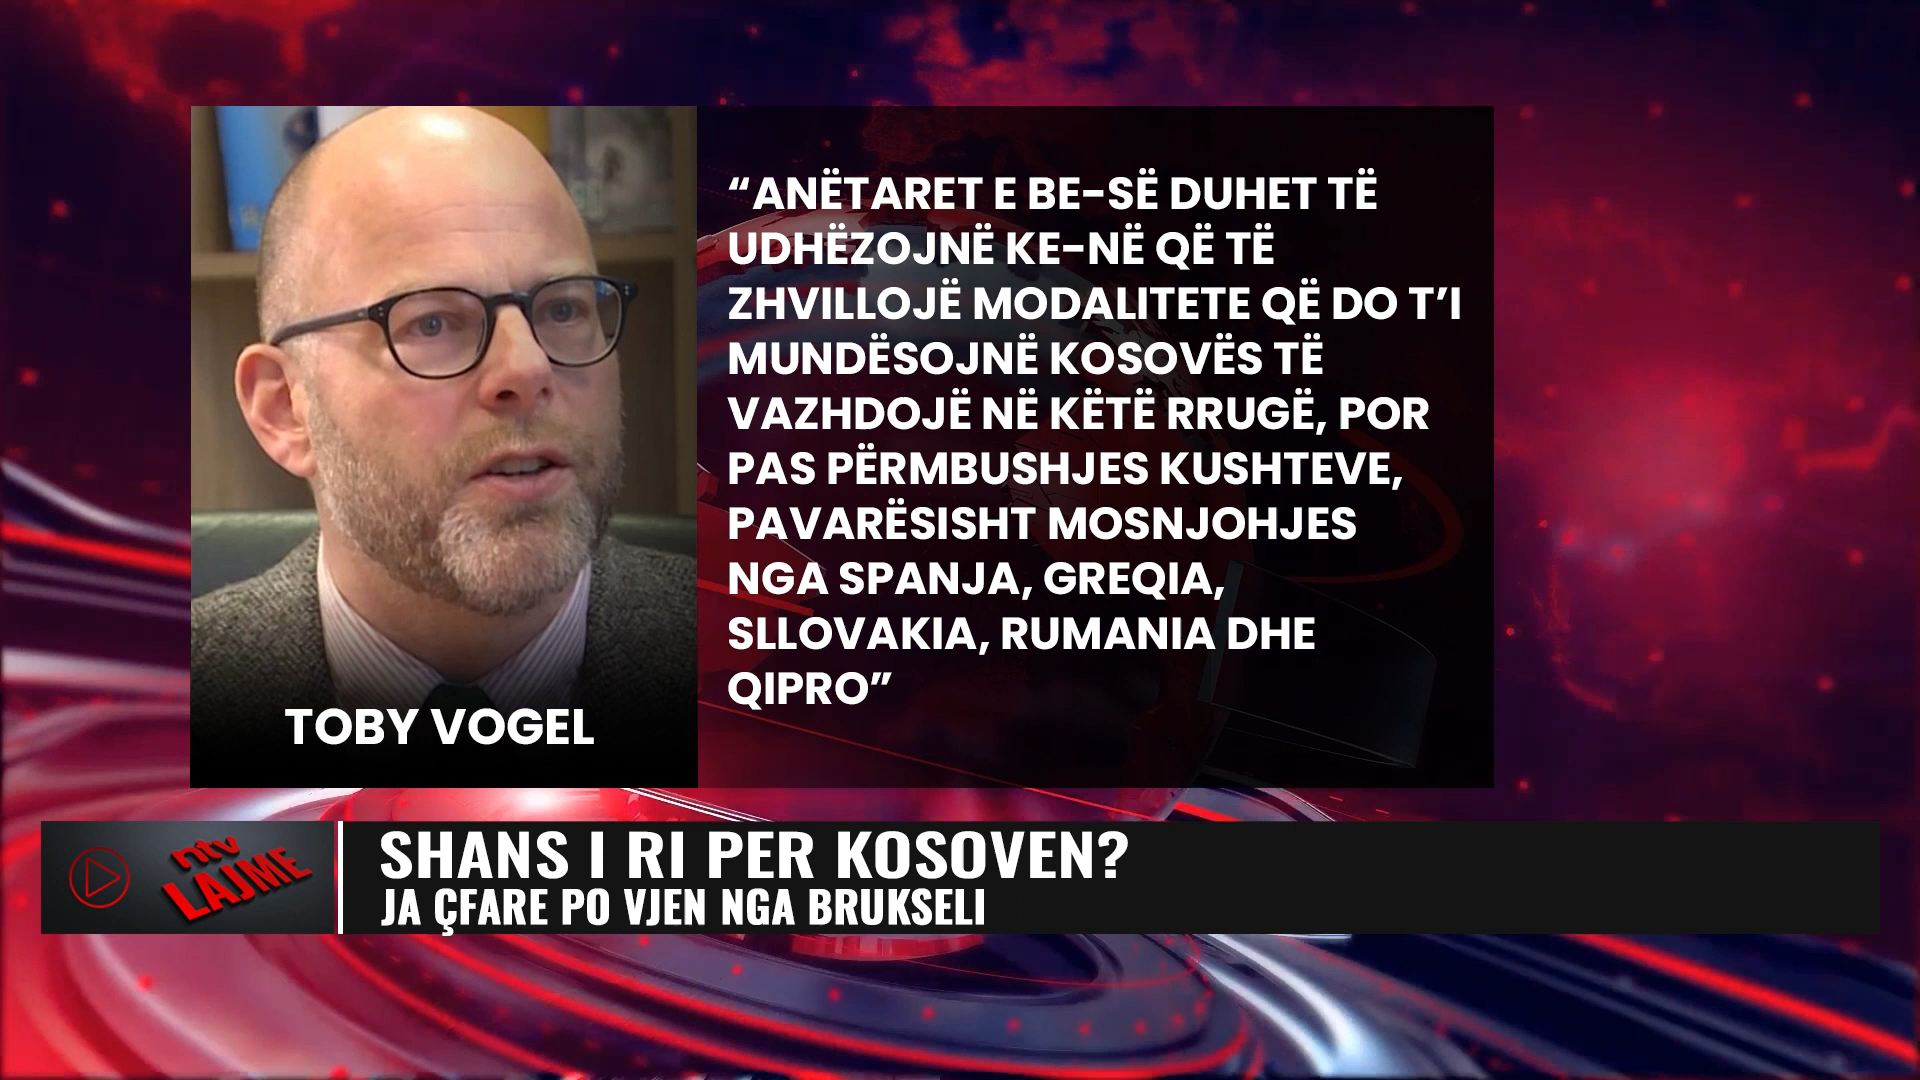 “ANËTARET E BE-SË DUHET TË
UDHËZOJNË KE-NË QË TË
ZHVILLOJË MODALITETE QË DO T’I
MUNDËSOJNË KOSOVËS TË
VAZHDOJË NË KËTË RRUGË, POR
PAS PËRMBUSHJES KUSHTEVE,
PAVARËSISHT MOSNJOHJES
NGA SPANJA, GREQIA,
SLLOVAKIA, RUMANIA DHE
QIPRO”
TOBY VOGEL
ntv
LAJME
SHANS I RI PER KOSOVEN?
JA ÇFARE PO VJEN NGA BRUKSELI